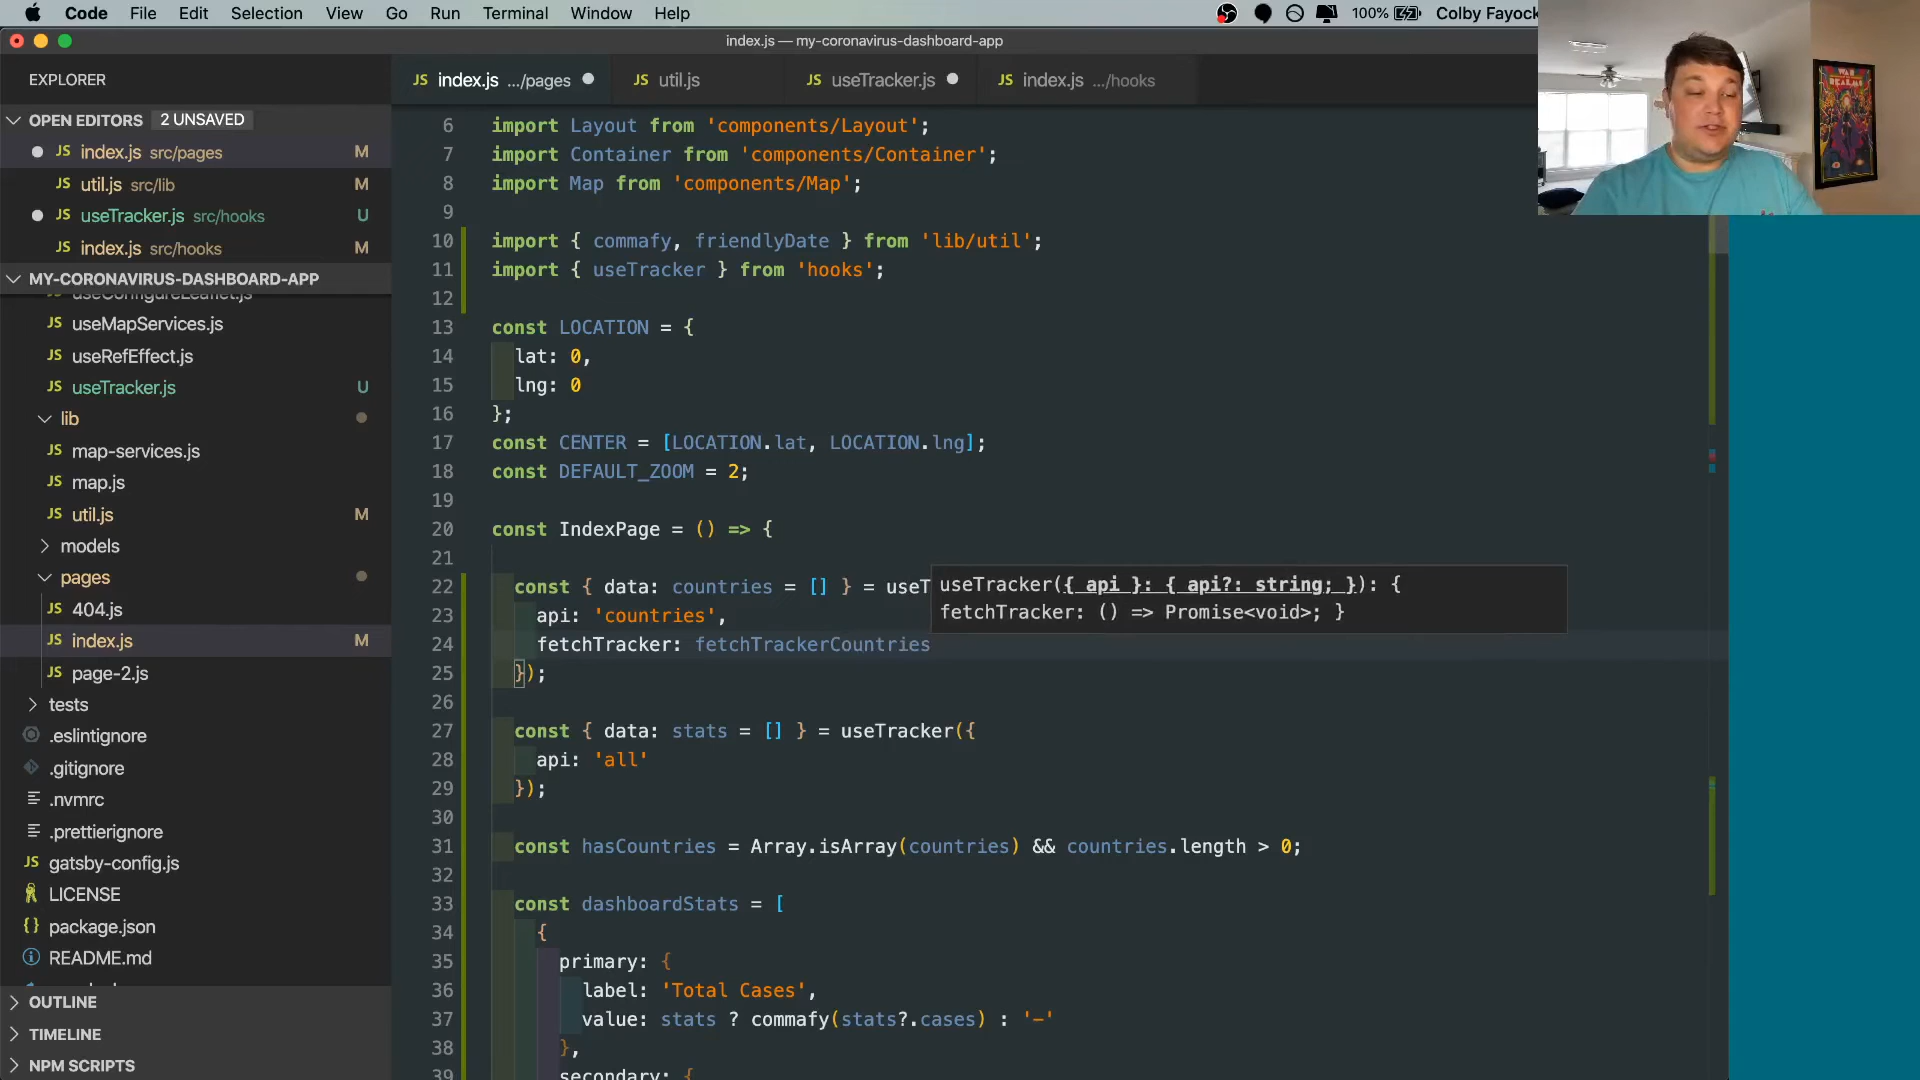 Code File Edit Selection View Go Run Terminal Window Help
100% Colby Fayock
index.js — my-coronavirus-dashboard-app
EXPLORER
OPEN EDITORS 2 UNSAVED
JS index.js src/pages M
JS util.js src/lib M
JS useTracker.js src/hooks U
JS index.js src/hooks M
MY-CORONAVIRUS-DASHBOARD-APP
useConfigureLeaflet.js
JS useMapServices.js
JS useRefEffect.js
JS useTracker.js U
lib
JS map-services.js
JS map.js
JS util.js M
models
pages
JS 404.js
JS index.js M
JS page-2.js
tests
.eslintignore
.gitignore
.nvmrc
.prettierignore
JS gatsby-config.js
LICENSE
{} package.json
README.md
OUTLINE
TIMELINE
NPM SCRIPTS
JS index.js .../pages
JS util.js
JS useTracker.js
JS index.js .../hooks
6 import Layout from 'components/Layout';
7 import Container from 'components/Container';
8 import Map from 'components/Map';
9
10 import { commafy, friendlyDate } from 'lib/util';
11 import { useTracker } from 'hooks';
12
13 const LOCATION = {
14 lat: 0,
15 lng: 0
16 };
17 const CENTER = [LOCATION.lat, LOCATION.lng];
18 const DEFAULT_ZOOM = 2;
19
20 const IndexPage = () => {
21
22 const { data: countries = [] } = useT
23 api: 'countries',
24 fetchTracker: fetchTrackerCountries
25 });
26
27 const { data: stats = [] } = useTracker({
28 api: 'all'
29 });
30
31 const hasCountries = Array.isArray(countries) && countries.length > 0;
32
33 const dashboardStats = [
34 {
35 primary: {
36 label: 'Total Cases',
37 value: stats ? commafy(stats?.cases) : '-'
38 },
39 secondary: {
useTracker({ api }: { api?: string; }): {
fetchTracker: () => Promise<void>; }
WAR
REALMS